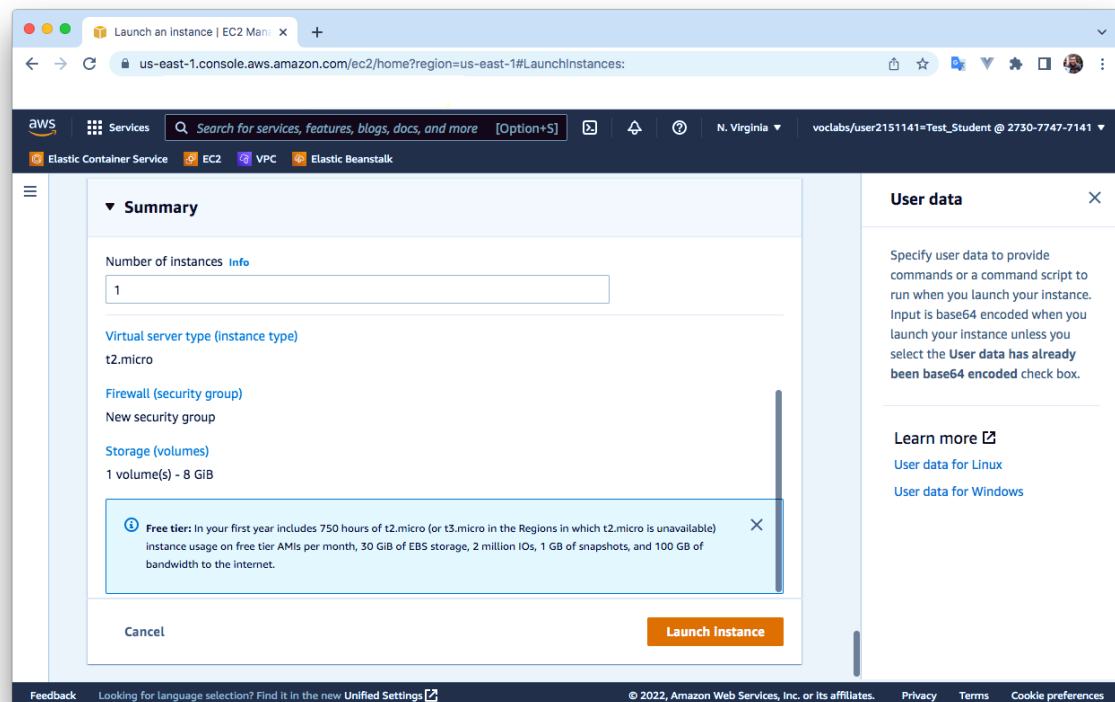 Launch an instance | EC2 Man
us-east-1.console.aws.amazon.com/ec2/home?region=us-east-1#LaunchInstances:
aws
Services
Search for services, features, blogs, docs, and more [Option+S]
N. Virginia
voclabs/user2151141=Test_Student @ 2730-7747-7141
Elastic Container Service
EC2
VPC
Elastic Beanstalk
Summary
Number of instances Info
1
Virtual server type (instance type)
t2.micro
Firewall (security group)
New security group
Storage (volumes)
1 volume(s) - 8 GiB
Free tier: In your first year includes 750 hours of t2.micro (or t3.micro in the Regions in which t2.micro is unavailable)
instance usage on free tier AMIs per month, 30 GiB of EBS storage, 2 million IOs, 1 GB of snapshots, and 100 GB of
bandwidth to the internet.
Cancel
Launch instance
User data
Specify user data to provide
commands or a command script to
run when you launch your instance.
Input is base64 encoded when you
launch your instance unless you
select the User data has already
been base64 encoded check box.
Learn more
User data for Linux
User data for Windows
Feedback
Looking for language selection? Find it in the new Unified Settings
© 2022, Amazon Web Services, Inc. or its affiliates.
Privacy
Terms
Cookie preferences